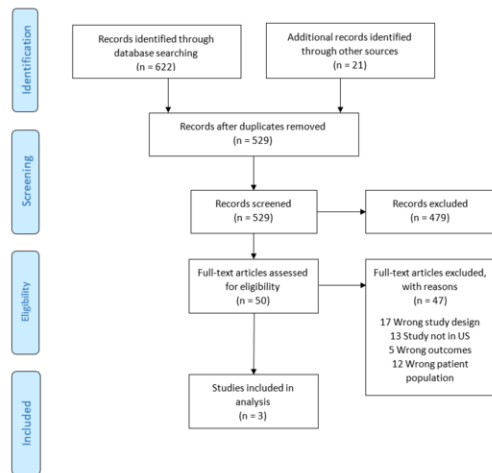 Identification
Records identified through
database searching
(n = 622)
Additional records identified
through other sources
(n = 21)
Records after duplicates removed
(n = 529)
Screening
Records screened
(n = 529)
Records excluded
(n = 479)
Eligibility
Full-text articles assessed
for eligibility
(n = 50)
Full-text articles excluded,
with reasons
(n = 47)
17 Wrong study design
13 Study not in US
5 Wrong outcomes
12 Wrong patient
population
Included
Studies included in
analysis
(n = 3)